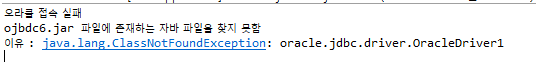 오라클 접속 실패
ojbdc6.jar 파일에 존재하는 자바 파일을 찾지 못함
이유 : java.lang.ClassNotFoundException: oracle.jdbc.driver.OracleDriver1